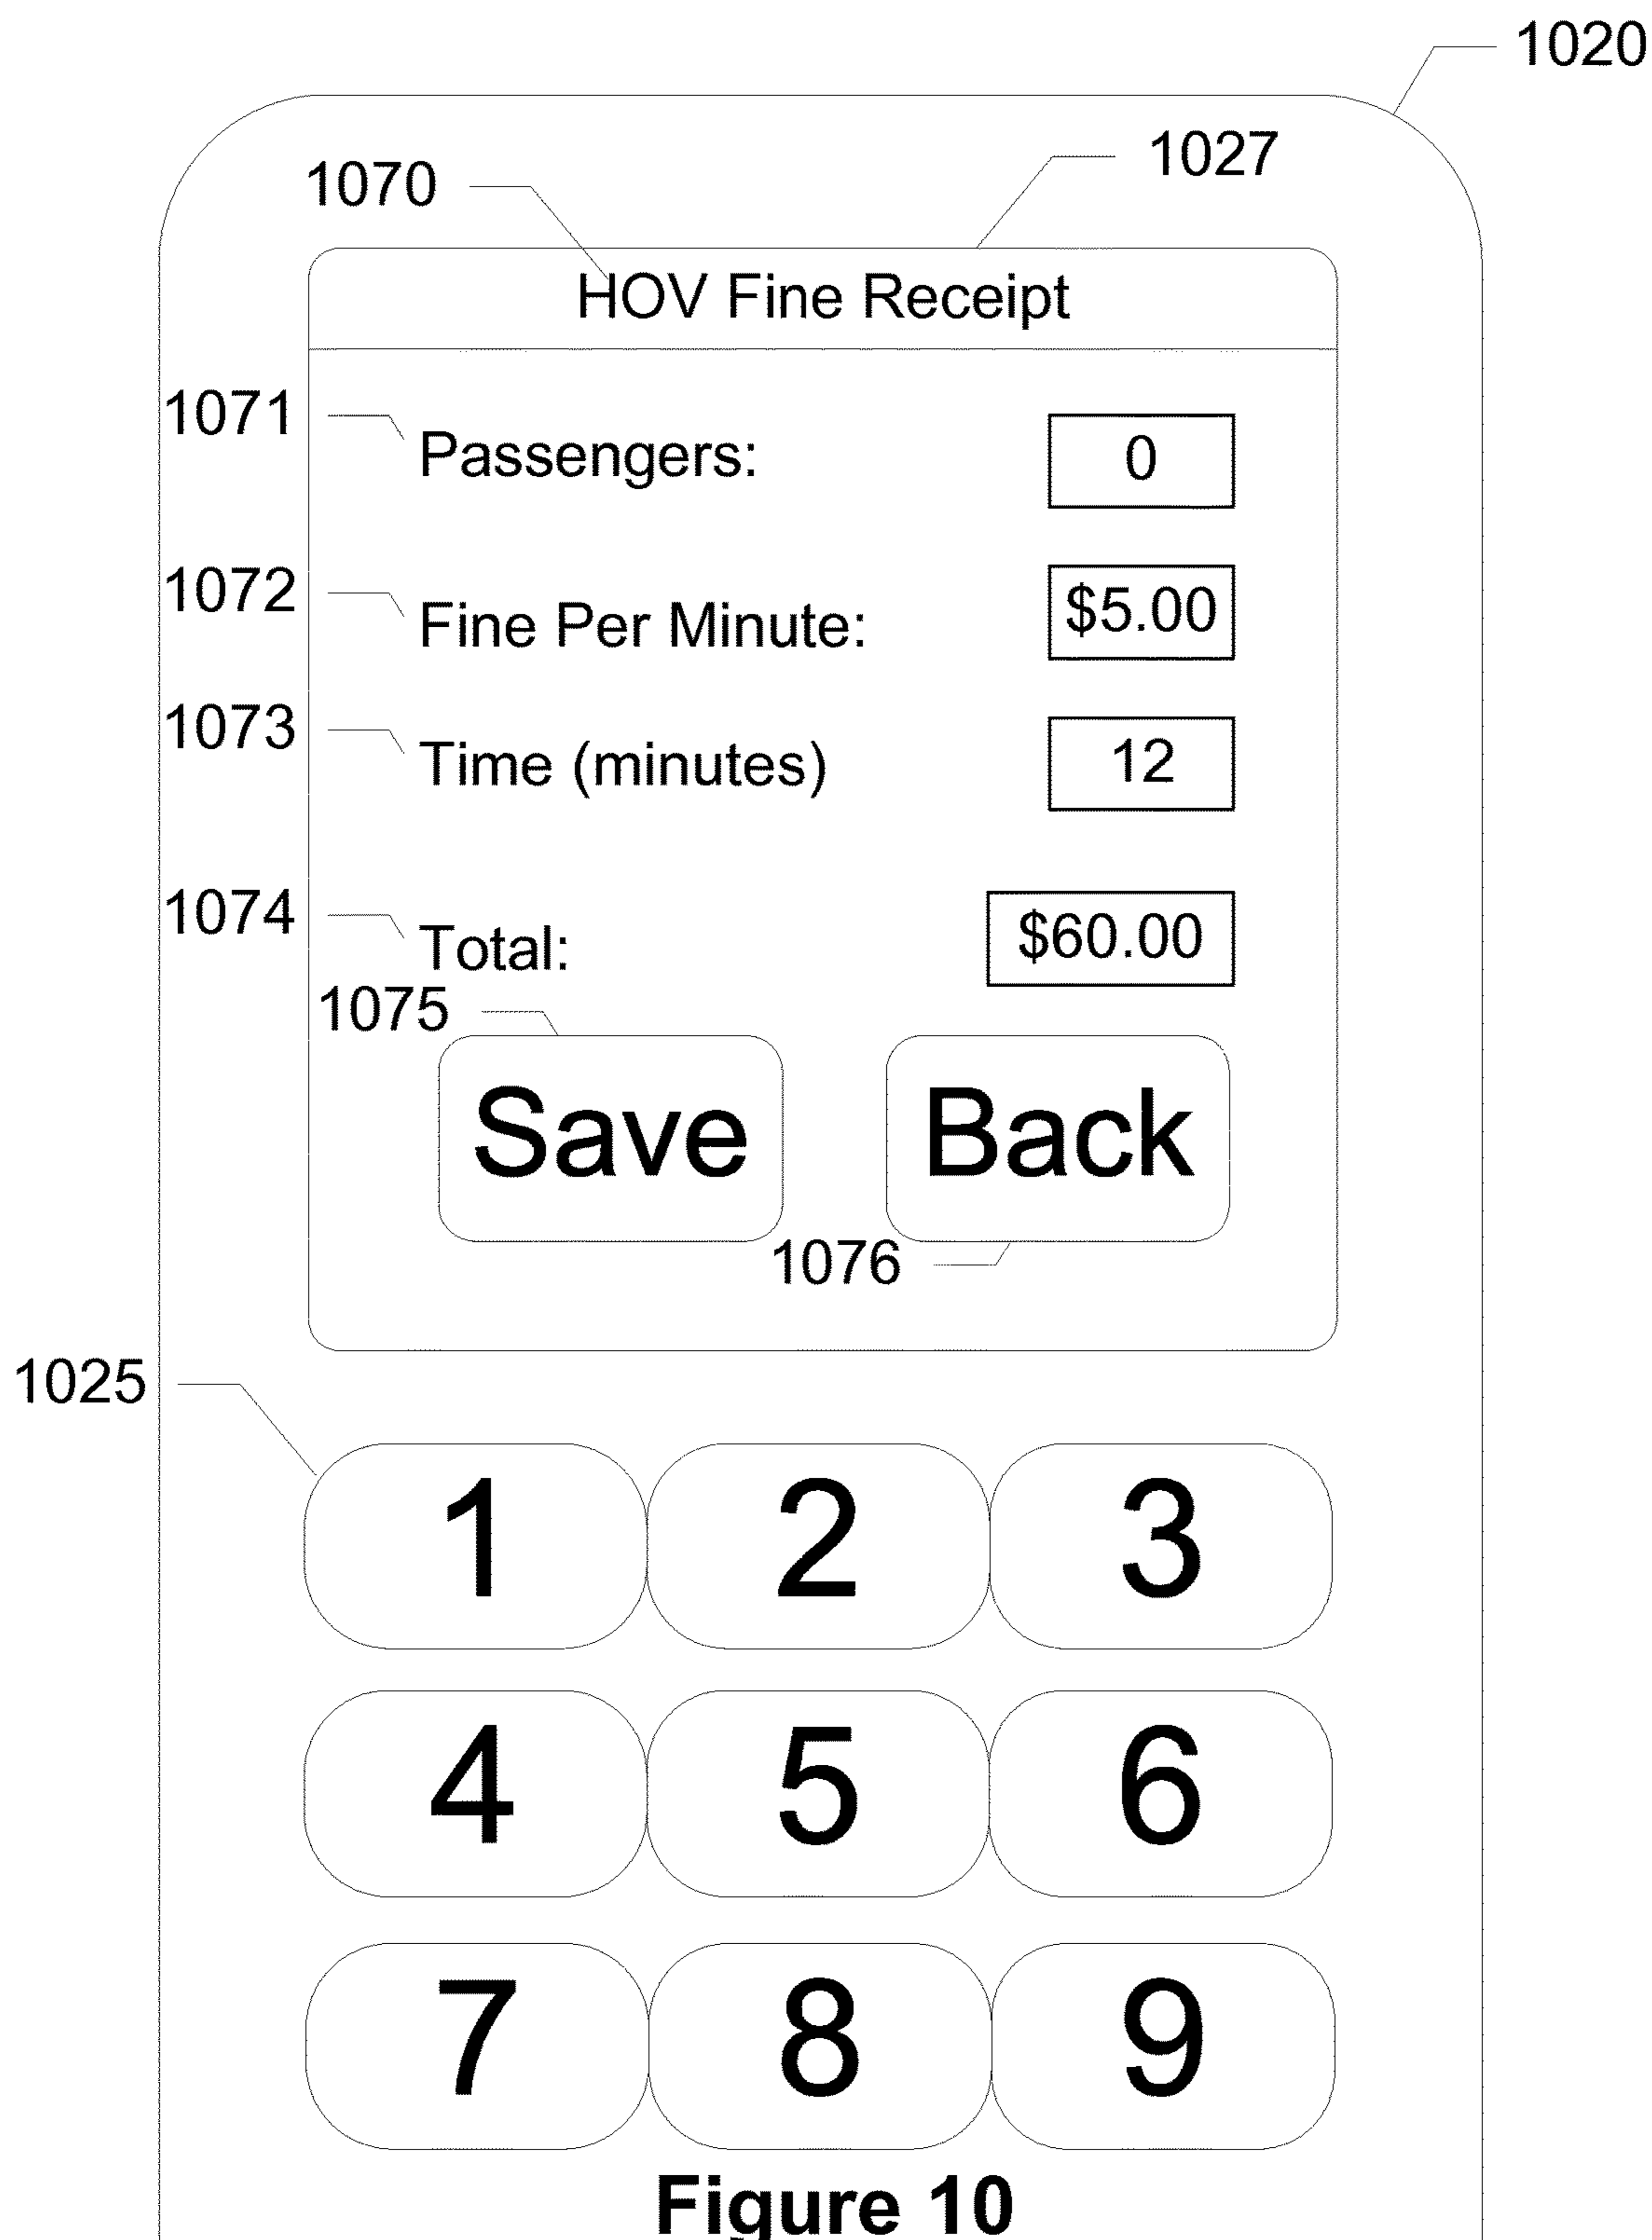 1020
1027
1070
HOV Fine Receipt
1071
Passengers: 0
1072
Fine Per Minute: $5.00
1073
Time (minutes) 12
1074
Total: $60.00
1075
Save Back
1076
1025
1 2 3
4 5 6
7 8 9
Figure 10